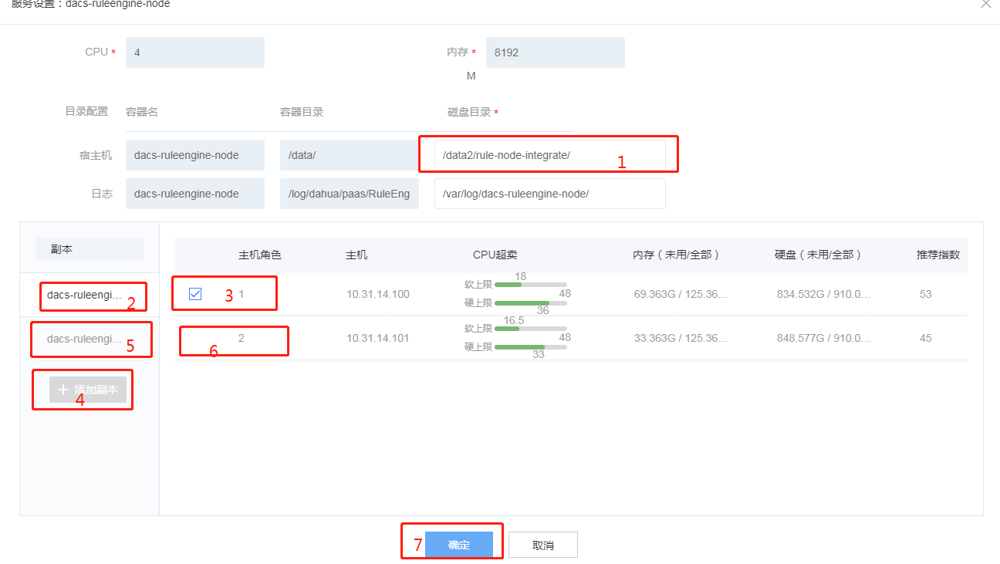 服务设置：dacs-ruleengine-node
CPU * 4 内存 * 8192
M
目录配置 容器名 容器目录 磁盘目录 *
宿主机 dacs-ruleengine-node /data/ /data2/rule-node-integrate/ 1
日志 dacs-ruleengine-node /log/dahua/paas/RuleEng /var/log/dacs-ruleengine-node/
副本 主机角色 主机 CPU超卖 内存（未用/全部） 硬盘（未用/全部） 推荐指数
dacs-ruleengi... 2 3 1 10.31.14.100 软上限 18 48 硬上限 36 69.363G / 125.36... 834.532G / 910.0... 53
dacs-ruleengi... 5 6 2 10.31.14.101 软上限 16.5 48 硬上限 33 33.363G / 125.36... 848.577G / 910.0... 45
添加副本 4
7 确定 取消